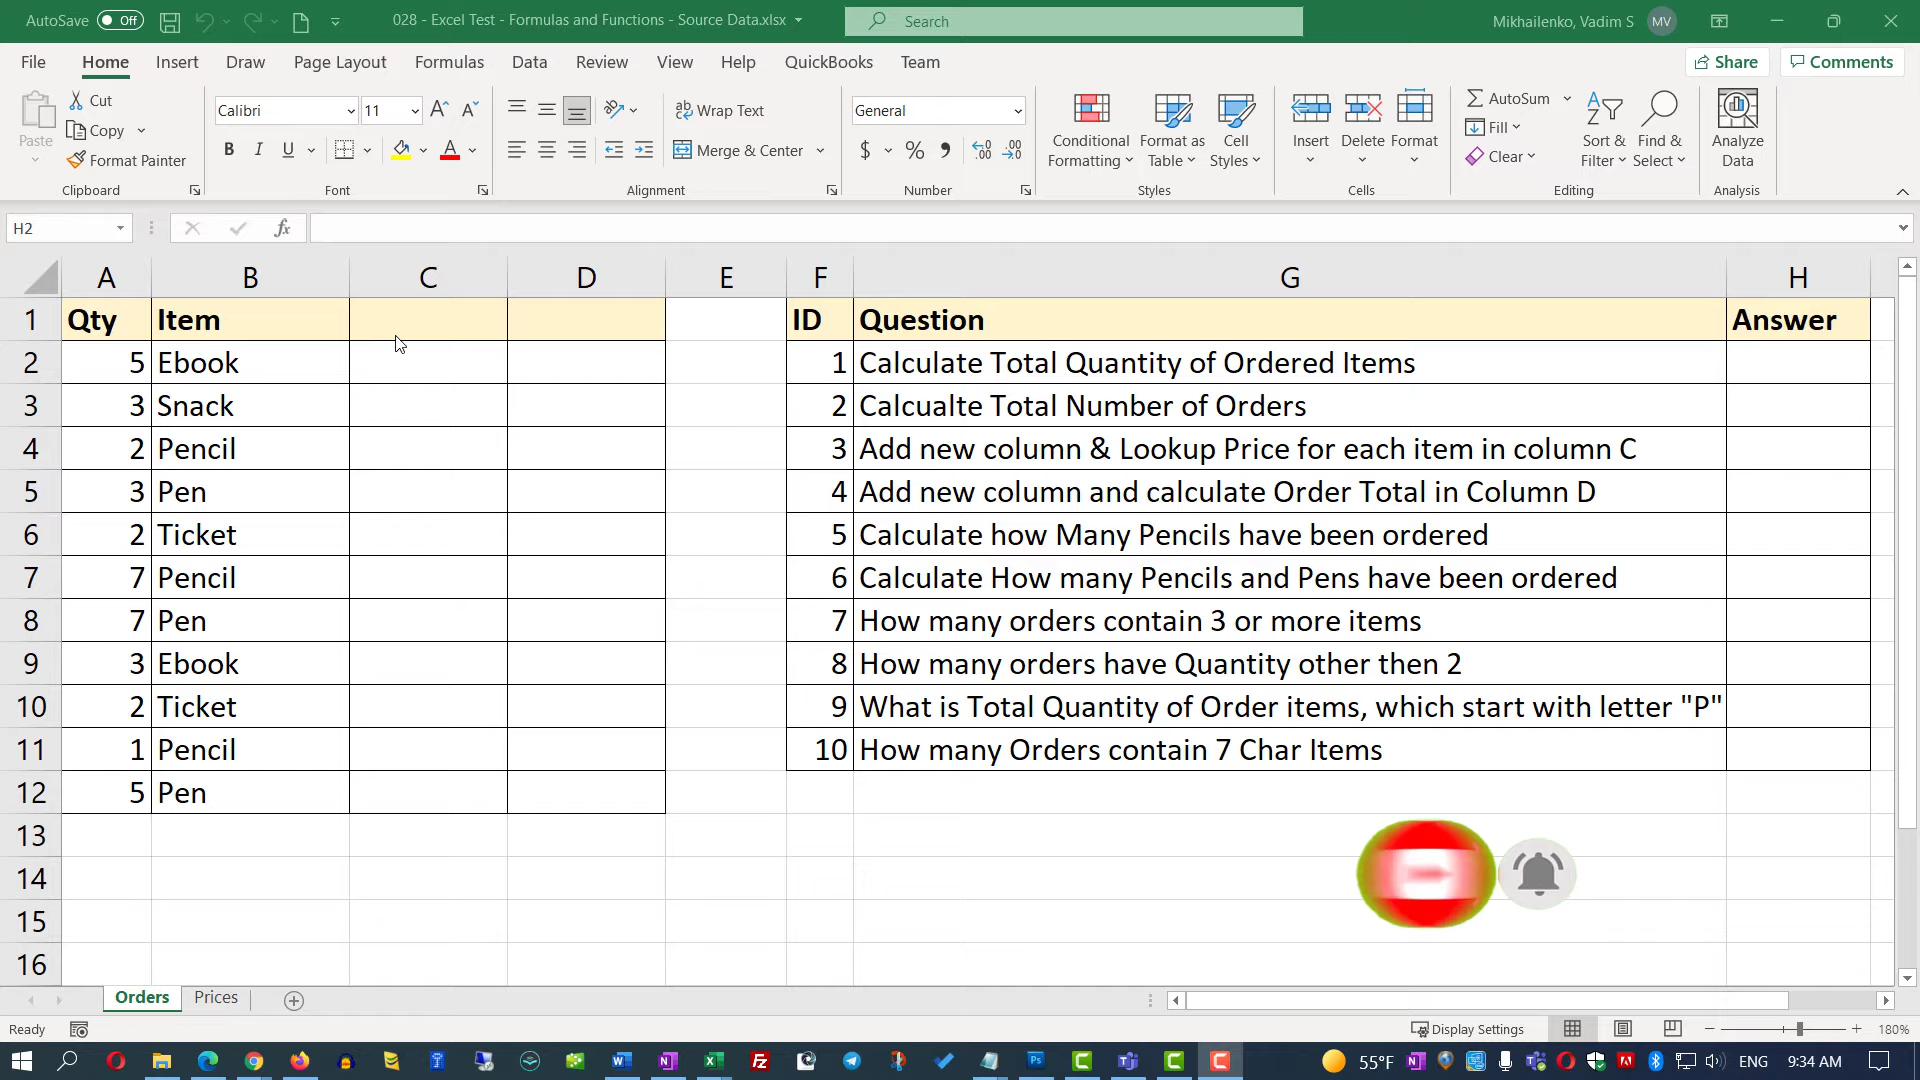 AutoSave Off 028 - Excel Test - Formulas and Functions - Source Data.xlsx Search Mikhailenko, Vadim S MV
File Home Insert Draw Page Layout Formulas Data Review View Help QuickBooks Team Share Comments
Paste Cut Copy Format Painter Clipboard
Calibri 11 B I U A Font
ab Wrap Text Merge & Center Alignment
General $ % Number
Conditional Formatting Format as Table Cell Styles Styles
Insert Delete Format Cells
AutoSum Fill Clear Sort & Filter Find & Select Editing
Analyze Data Analysis
H2 fx
A B C D E F G H
1 Qty Item ID Question Answer
2 5 Ebook 1 Calculate Total Quantity of Ordered Items
3 3 Snack 2 Calcualte Total Number of Orders
4 2 Pencil 3 Add new column & Lookup Price for each item in column C
5 3 Pen 4 Add new column and calculate Order Total in Column D
6 2 Ticket 5 Calculate how Many Pencils have been ordered
7 7 Pencil 6 Calculate How many Pencils and Pens have been ordered
8 7 Pen 7 How many orders contain 3 or more items
9 3 Ebook 8 How many orders have Quantity other then 2
10 2 Ticket 9 What is Total Quantity of Order items, which start with letter "P"
11 1 Pencil 10 How many Orders contain 7 Char Items
12 5 Pen
13
14
15
16
Orders Prices
Ready Display Settings 180%
55°F ENG 9:34 AM